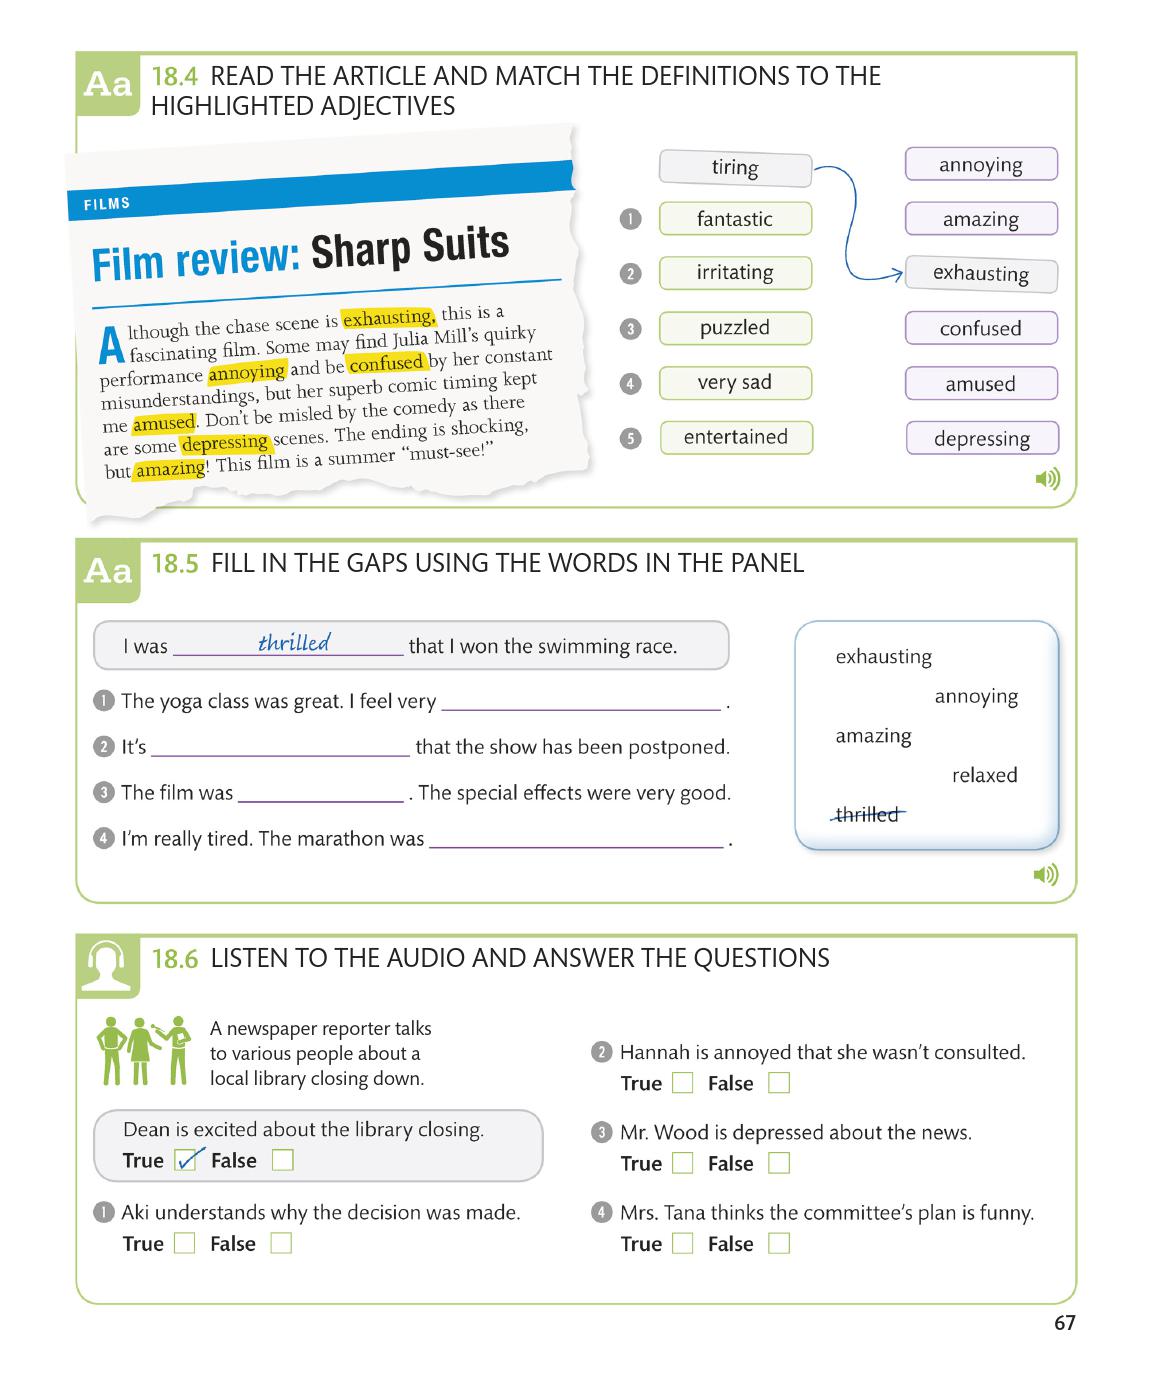 Aa
18.4 READ THE ARTICLE AND MATCH THE DEFINITIONS TO THE
HIGHLIGHTED ADJECTIVES
FILMS
Film review: Sharp Suits
Although the chase scene is exhausting, this is a
fascinating film. Some may find Julia Mill's quirky
performance annoying and be confused by her constant
misunderstandings, but her superb comic timing kept
me amused. Don't be misled by the comedy as there
are some depressing scenes. The ending is shocking,
but amazing! This film is a summer "must-see!"
tiring
annoying
1 fantastic
amazing
2 irritating
exhausting
3 puzzled
confused
4 very sad
amused
5 entertained
depressing
Aa
18.5 FILL IN THE GAPS USING THE WORDS IN THE PANEL
I was thrilled that I won the swimming race.
1 The yoga class was great. I feel very ____ .
2 It's ____ that the show has been postponed.
3 The film was ____ . The special effects were very good.
4 I'm really tired. The marathon was ____ .
exhausting
annoying
amazing
relaxed
thrilled
18.6 LISTEN TO THE AUDIO AND ANSWER THE QUESTIONS
A newspaper reporter talks
to various people about a
local library closing down.
Dean is excited about the library closing.
True False
1 Aki understands why the decision was made.
True False
2 Hannah is annoyed that she wasn't consulted.
True False
3 Mr. Wood is depressed about the news.
True False
4 Mrs. Tana thinks the committee's plan is funny.
True False
67